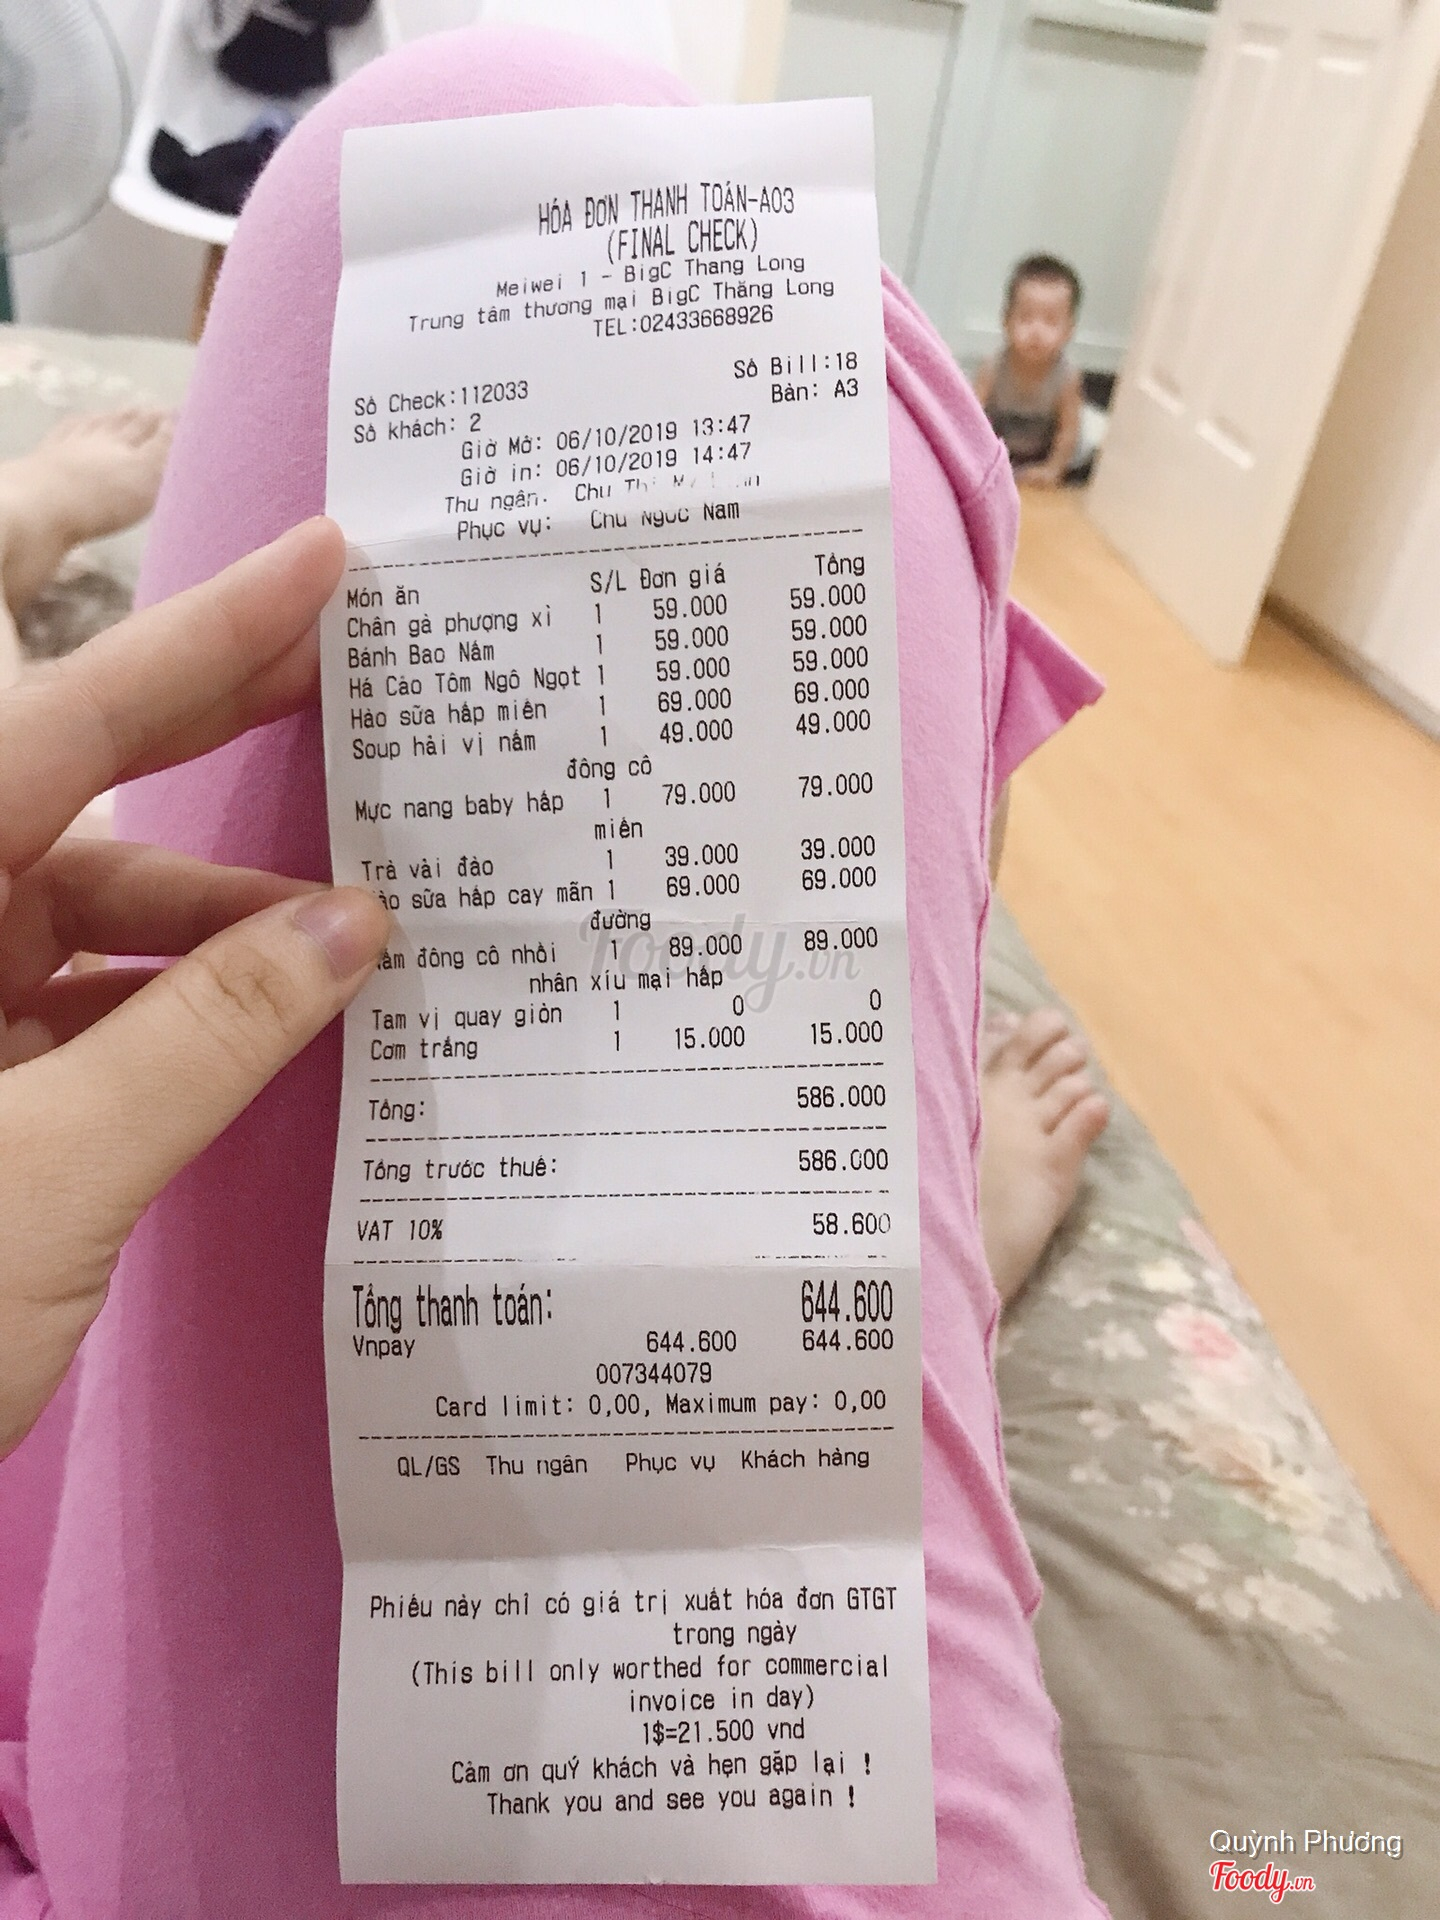 HÓA ĐƠN THANH TOÁN-A03
(FINAL CHECK)
Meiwei 1 - BigC Thang Long
Trung tâm thương mại BigC Thăng Long
TEL:02433668926
Số Bill:18
Số Check:112033
Bàn: A3
Số khách: 2
Giờ Mở: 06/10/2019 13:47
Giờ in: 06/10/2019 14:47
Thu ngân: Chu
Phục vụ: Chu Ngọc Nam
Món ăn S/L Đơn giá Tổng
Chân gà phượng xì 1 59.000 59.000
Bánh Bao Nấm 1 59.000 59.000
Há Cảo Tôm Ngô Ngọt 1 59.000 59.000
Hào sữa hấp miến 1 69.000 69.000
Soup hải vị nấm 1 49.000 49.000
đông cô
Mực nang baby hấp 1 79.000 79.000
miến
Trà vải đào 1 39.000 39.000
sữa hấp cay mãn 1 69.000 69.000
đường
đông cô nhồi 1 89.000 89.000
nhân xíu mại hấp
Tam vị quay giòn 1 0 0
Cơm trắng 1 15.000 15.000
Tổng: 586.000
Tổng trước thuế: 586.000
VAT 10% 58.600
Tổng thanh toán: 644.600
Vnpay 644.600 644.600
007344079
Card limit: 0,00, Maximum pay: 0,00
QL/GS Thu ngân Phục vụ Khách hàng
Phiếu này chỉ có giá trị xuất hóa đơn GTGT
trong ngày
(This bill only worthed for commercial
invoice in day)
1$=21.500 vnd
Cảm ơn quý khách và hẹn gặp lại !
Thank you and see you again !
Foody.vn
Quỳnh Phương
Foody.vn